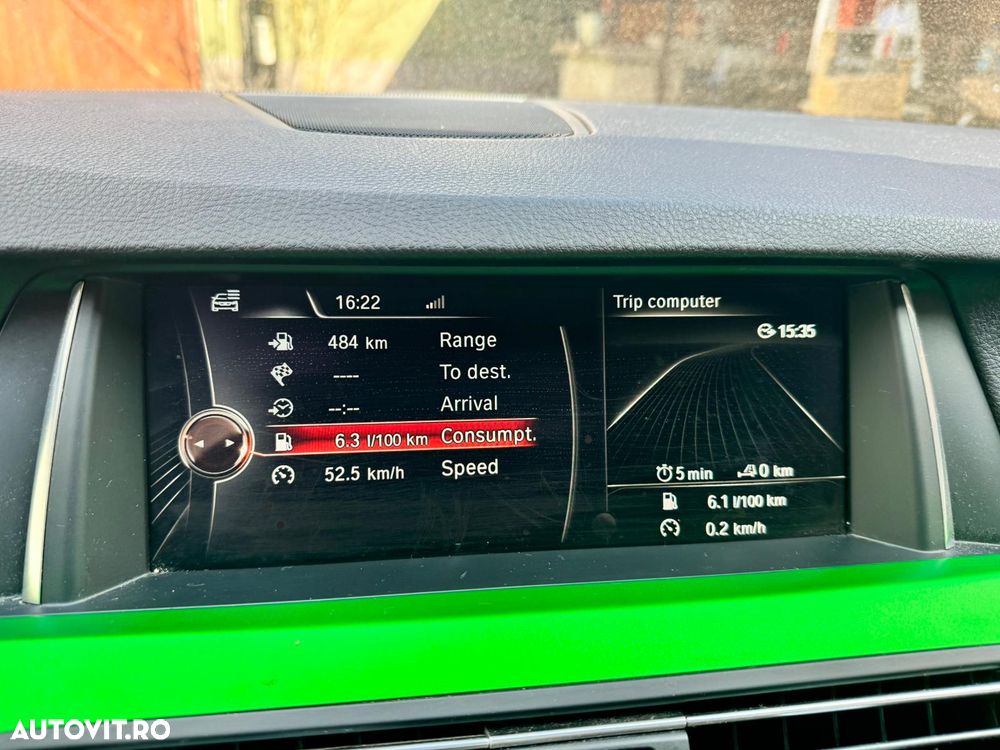 16:22
484 km Range
---- To dest.
--:-- Arrival
6.3 l/100 km Consumpt.
52.5 km/h Speed
Trip computer
15:35
5 min 0 km
6.1 l/100 km
0.2 km/h
AUTOVIT.RO